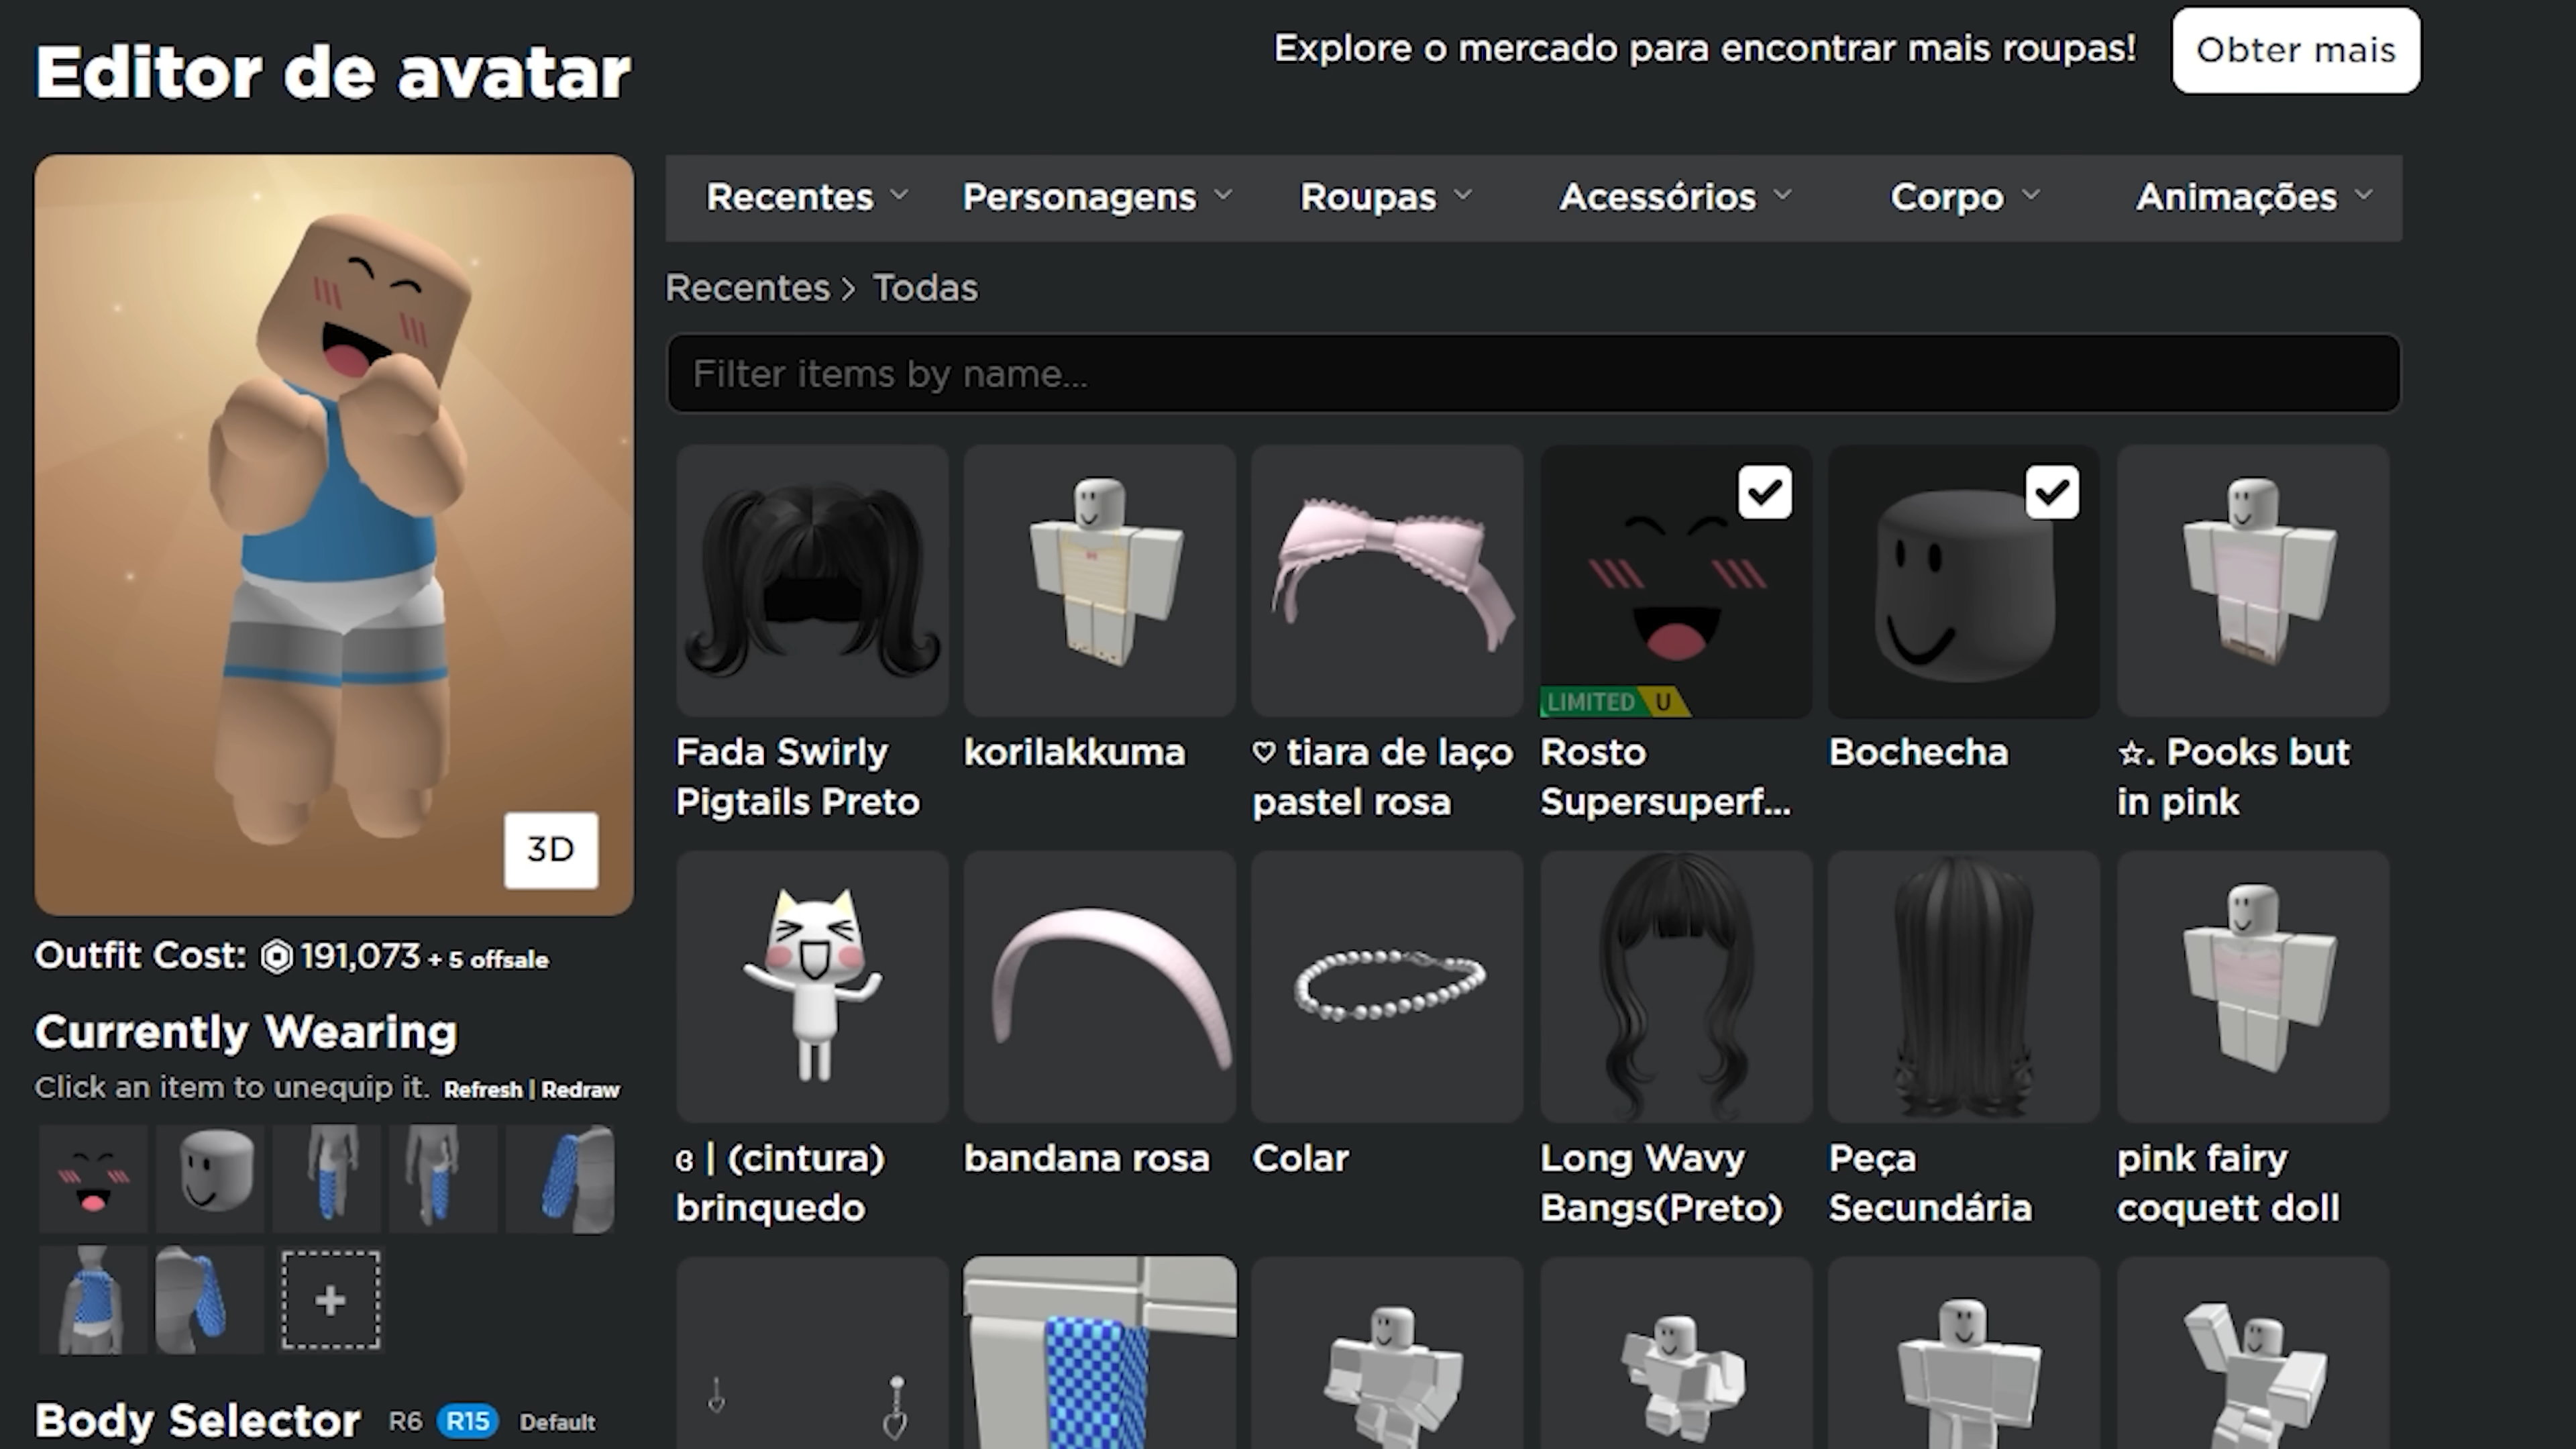 Explore o mercado para encontrar mais roupas!
Obter mais
Editor de avatar
Recentes
Personagens
Roupas
Acessórios
Corpo
Animações
Recentes > Todas
Filter items by name...
LIMITED U
Fada Swirly
Pigtails Preto
korilakkuma
♡ tiara de laço
pastel rosa
Rosto
Supersuperf...
Bochecha
☆. Pooks but
in pink
3D
Outfit Cost: 191,073 + 5 offsale
Currently Wearing
Click an item to unequip it. Refresh | Redraw
ɞ | (cintura)
brinquedo
bandana rosa
Colar
Long Wavy
Bangs(Preto)
Peça
Secundária
pink fairy
coquett doll
Body Selector R6 R15 Default